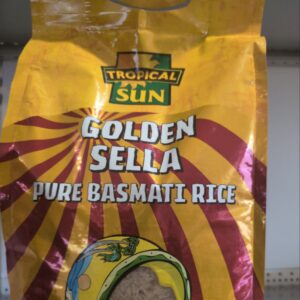 TROPICAL
SUN
GOLDEN
SELLA
PURE BASMATI RICE